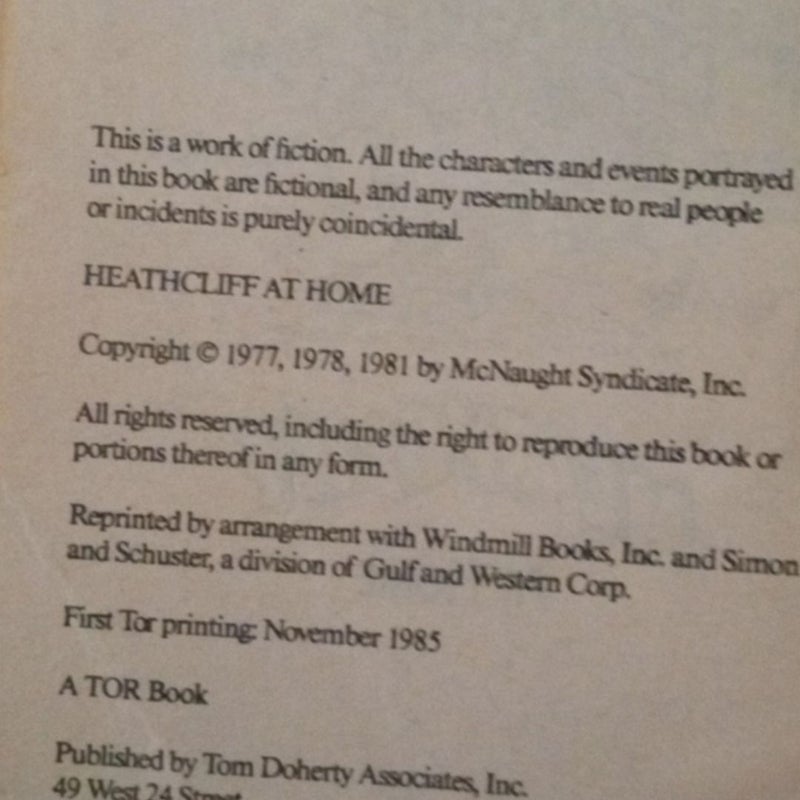 This is a work of fiction. All the characters and events portrayed
in this book are fictional, and any resemblance to real people
or incidents is purely coincidental.
HEATHCLIFF AT HOME
Copyright © 1977, 1978, 1981 by McNaught Syndicate, Inc.
All rights reserved, including the right to reproduce this book or
portions thereof in any form.
Reprinted by arrangement with Windmill Books, Inc. and Simon
and Schuster, a division of Gulf and Western Corp.
First Tor printing: November 1985
A TOR Book
Published by Tom Doherty Associates, Inc.
49 West 24 Street